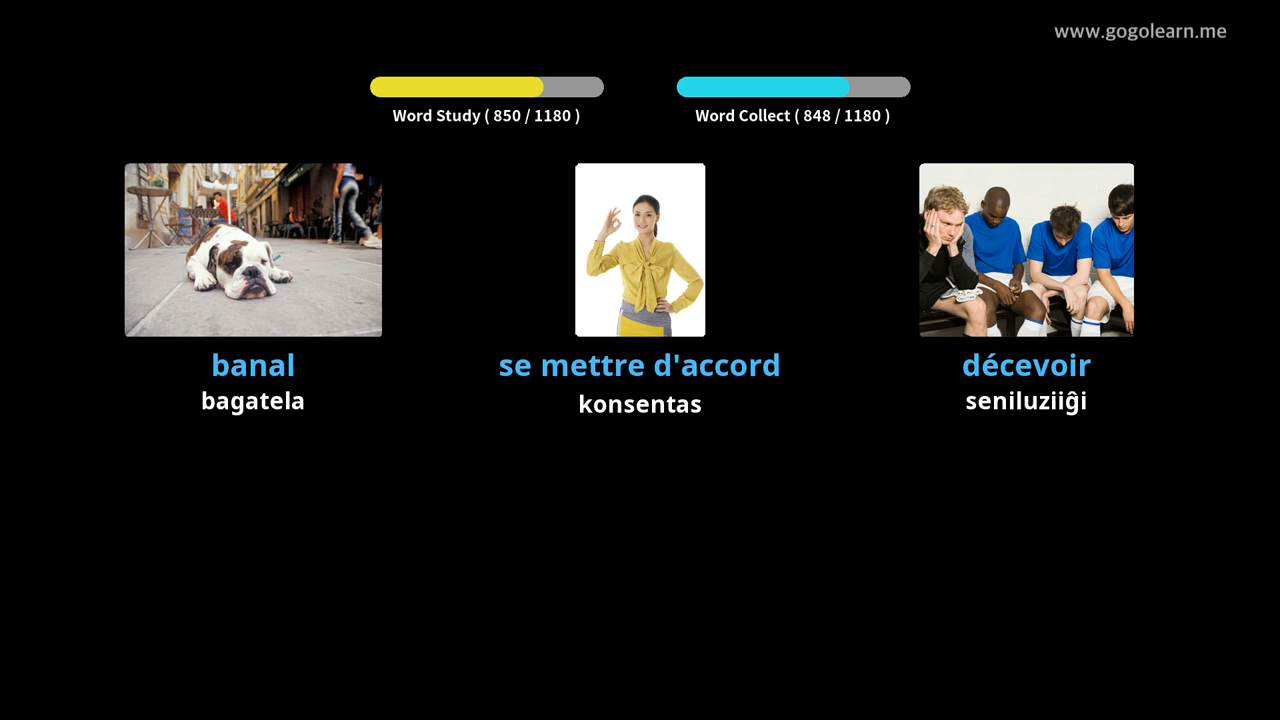 www.gogolearn.me
Word Study ( 850 / 1180 )
Word Collect ( 848 / 1180 )
banal
se mettre d'accord
décevoir
bagatela
konsentas
seniluziiĝi